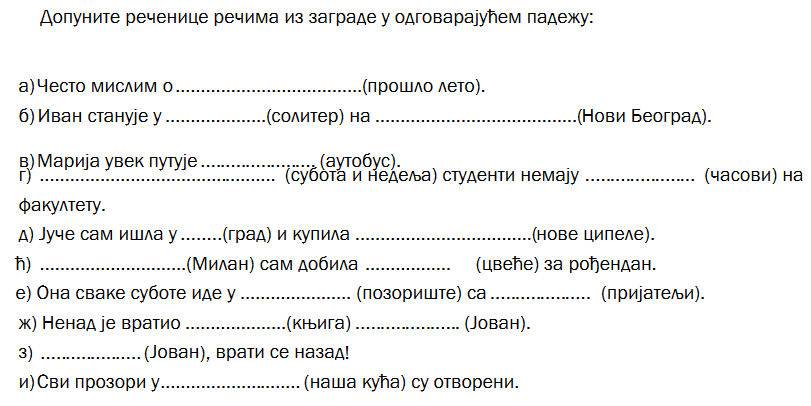 Допуните реченице речима из заграде у одговарајућем падежу:
а) Често мислим о.....................................(прошло лето).
б) Иван станује у ....................(солитер) на ........................................(Нови Београд).
в) Марија увек путује ....................... (аутобус).
г) ............................................... (субота и недеља) студенти немају ...................... (часови) на
факултету.
д) Јуче сам ишла у ........(град) и купила ...................................(нове ципеле).
ћ) .............................(Милан) сам добила ................. (цвеће) за рођендан.
е) Она сваке суботе иде у ...................... (позориште) са .................... (пријатељи).
ж) Ненад је вратио ....................(књига) ..................... (Јован).
з) .................... (Јован), врати се назад!
и) Сви прозори у............................ (наша кућа) су отворени.